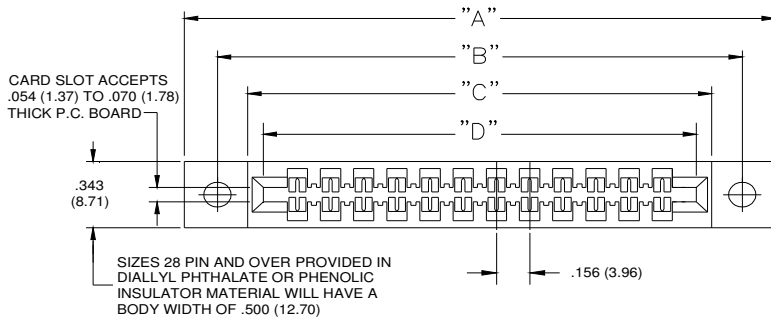 "A"
"B"
CARD SLOT ACCEPTS
.054 (1.37) TO .070 (1.78)
THICK P.C. BOARD
"C"
"D"
.343
(8.71)
.156 (3.96)
SIZES 28 PIN AND OVER PROVIDED IN
DIALLYL PHTHALATE OR PHENOLIC
INSULATOR MATERIAL WILL HAVE A
BODY WIDTH OF .500 (12.70)